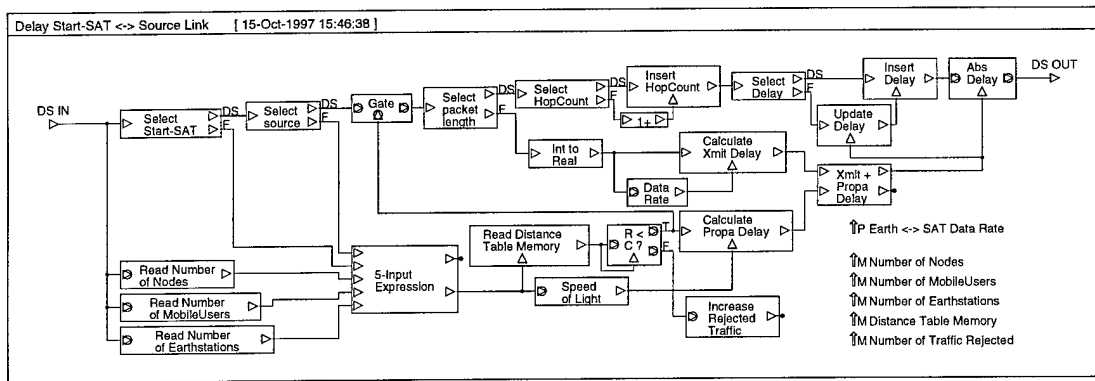 Delay Start-SAT <-> Source Link [ 15-Oct-1997 15:46:38 ]
DS IN
Select
Start-SAT
DS
F
Select
source
DS
F
Gate
Select
packet
length
DS
F
Select
HopCount
DS
F
Insert
HopCount
1+
Select
Delay
DS
F
Insert
Delay
Abs
Delay
DS OUT
Update
Delay
Int to
Real
Calculate
Xmit Delay
Data
Rate
Xmit +
Propa
Delay
Read Distance
Table Memory
R <
C ?
T
F
Calculate
Propa Delay
5-Input
Expression
Speed
of Light
Increase
Rejected
Traffic
Read Number
of Nodes
Read Number
of MobileUsers
Read Number
of Earthstations
⇑P Earth <-> SAT Data Rate
⇑M Number of Nodes
⇑M Number of MobileUsers
⇑M Number of Earthstations
⇑M Distance Table Memory
⇑M Number of Traffic Rejected